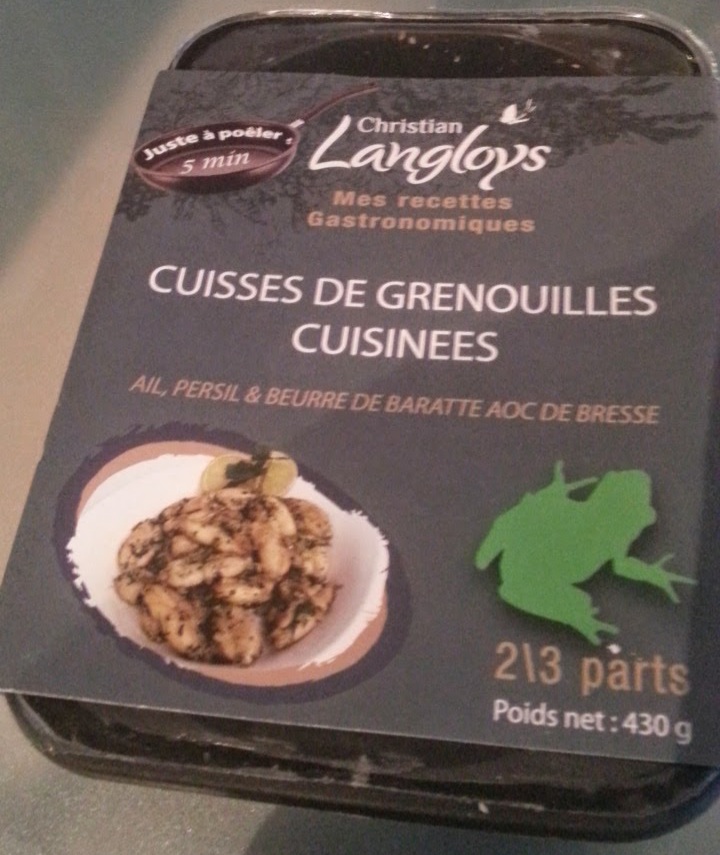 Juste à poêler !
5 min
Christian
Langloys
Mes recettes
Gastronomiques
CUISSES DE GRENOUILLES
CUISINEES
AIL, PERSIL & BEURRE DE BARATTE AOC DE BRESSE
2\3 parts
Poids net : 430 g